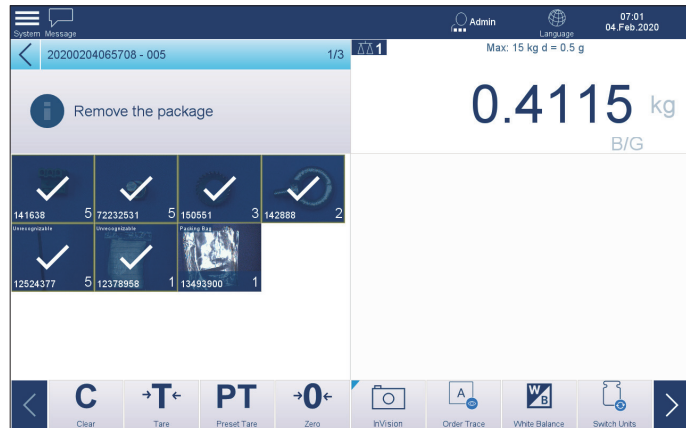 System Message
Admin
Language
07:01
04.Feb.2020
20200204065708 - 005
1/3
1
Max: 15 kg d = 0.5 g
Remove the package
0.4115 kg
B/G
141638 5
72232531 5
150551 3
142888 2
Unrecognizable
12524377 5
Unrecognizable
12378958 1
Packing Bag
13493900 1
C
Clear
→T←
Tare
PT
Preset Tare
→0←
Zero
InVision
A
Order Trace
W B
White Balance
Switch Units